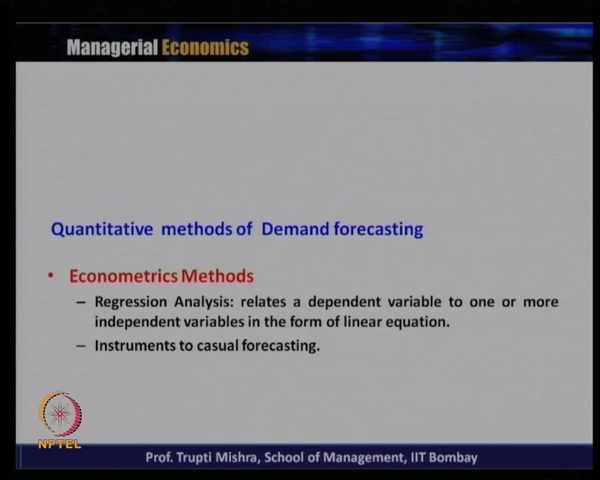 Managerial Economics
Quantitative methods of Demand forecasting
• Econometrics Methods
– Regression Analysis: relates a dependent variable to one or more
independent variables in the form of linear equation.
– Instruments to casual forecasting.
NPTEL
Prof. Trupti Mishra, School of Management, IIT Bombay